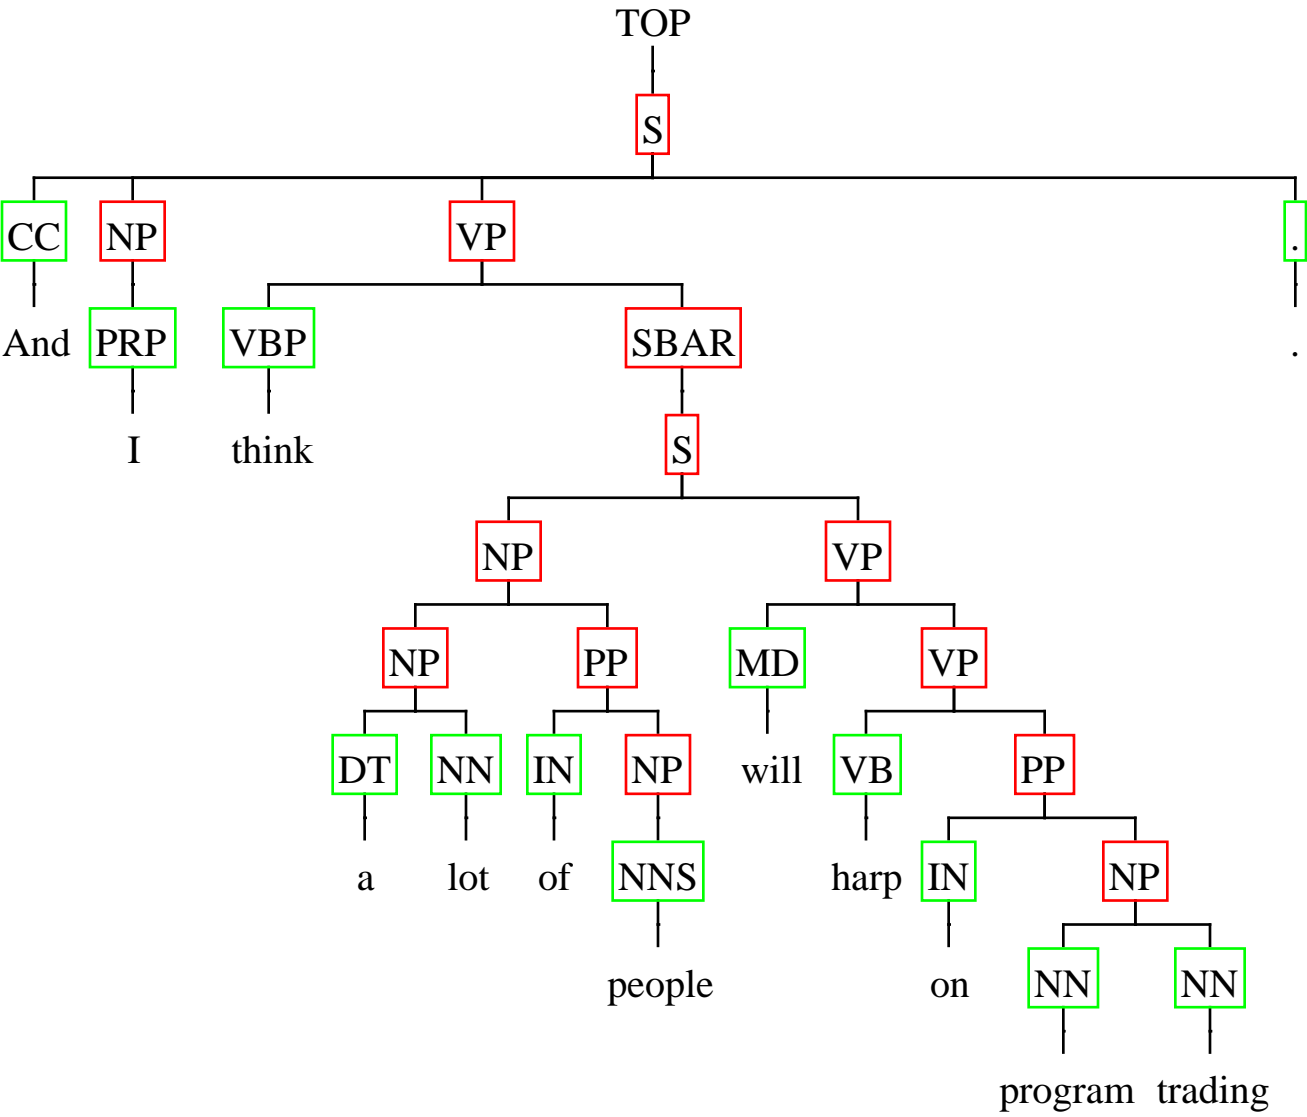 TOP
S
CC NP VP .
And PRP VBP SBAR .
I think S
NP VP
NP PP MD VP
DT NN IN NP will VB PP
a lot of NNS harp IN NP
people on NN NN
program trading